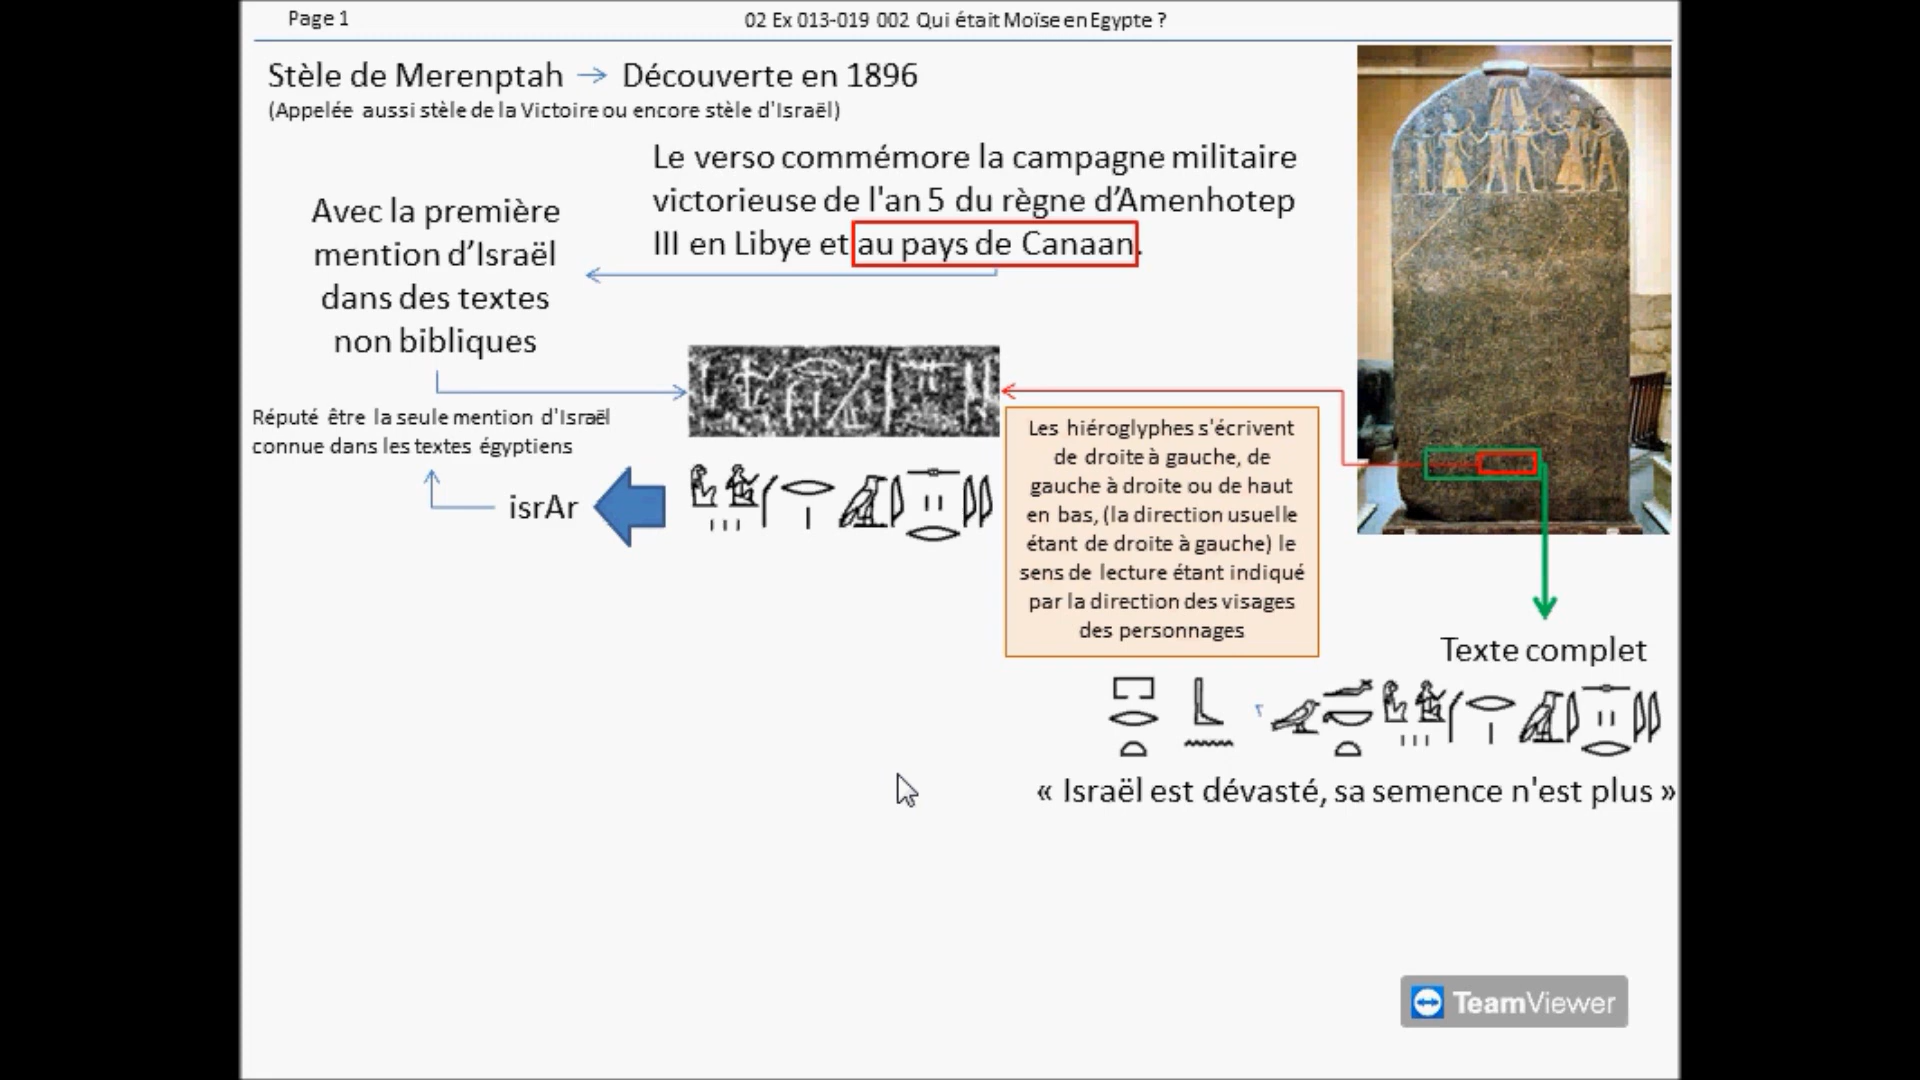 Page 1
02 Ex 013-019 002 Qui était Moïse en Egypte ?
Stèle de Merenptah → Découverte en 1896
(Appelée aussi stèle de la Victoire ou encore stèle d'Israël)
Le verso commémore la campagne militaire
victorieuse de l'an 5 du règne d’Amenhotep
III en Libye et au pays de Canaan.
Avec la première
mention d’Israël
dans des textes
non bibliques
Réputé être la seule mention d'Israël
connue dans les textes égyptiens
isrAr
Les hiéroglyphes s'écrivent
de droite à gauche, de
gauche à droite ou de haut
en bas, (la direction usuelle
étant de droite à gauche) le
sens de lecture étant indiqué
par la direction des visages
des personnages
Texte complet
« Israël est dévasté, sa semence n'est plus »
TeamViewer